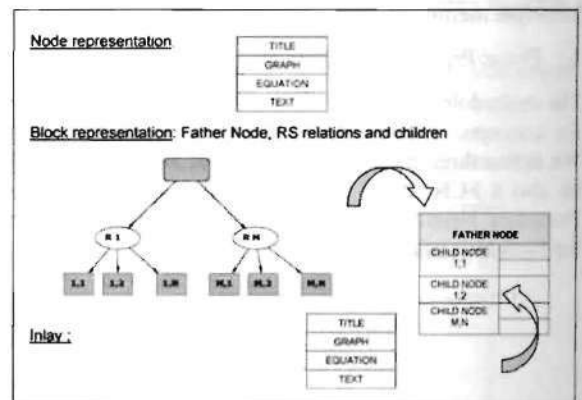 Node representation
TITLE
GRAPH
EQUATION
TEXT
Block representation: Father Node, RS relations and children
R 1
R M
1,1
1,2
1,N
M,1
M,2
M,N
FATHER NODE
CHILD NODE
1,1
CHILD NODE
1,2
CHILD NODE
M,N
Inlay :
TITLE
GRAPH
EQUATION
TEXT